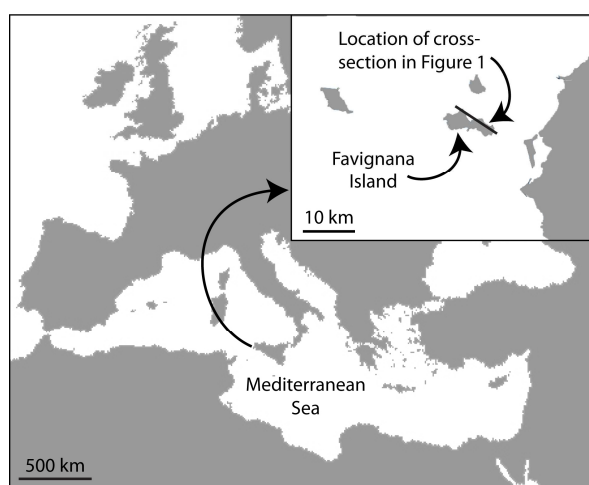 Location of cross-
section in Figure 1
Favignana
Island
10 km
Mediterranean
Sea
500 km